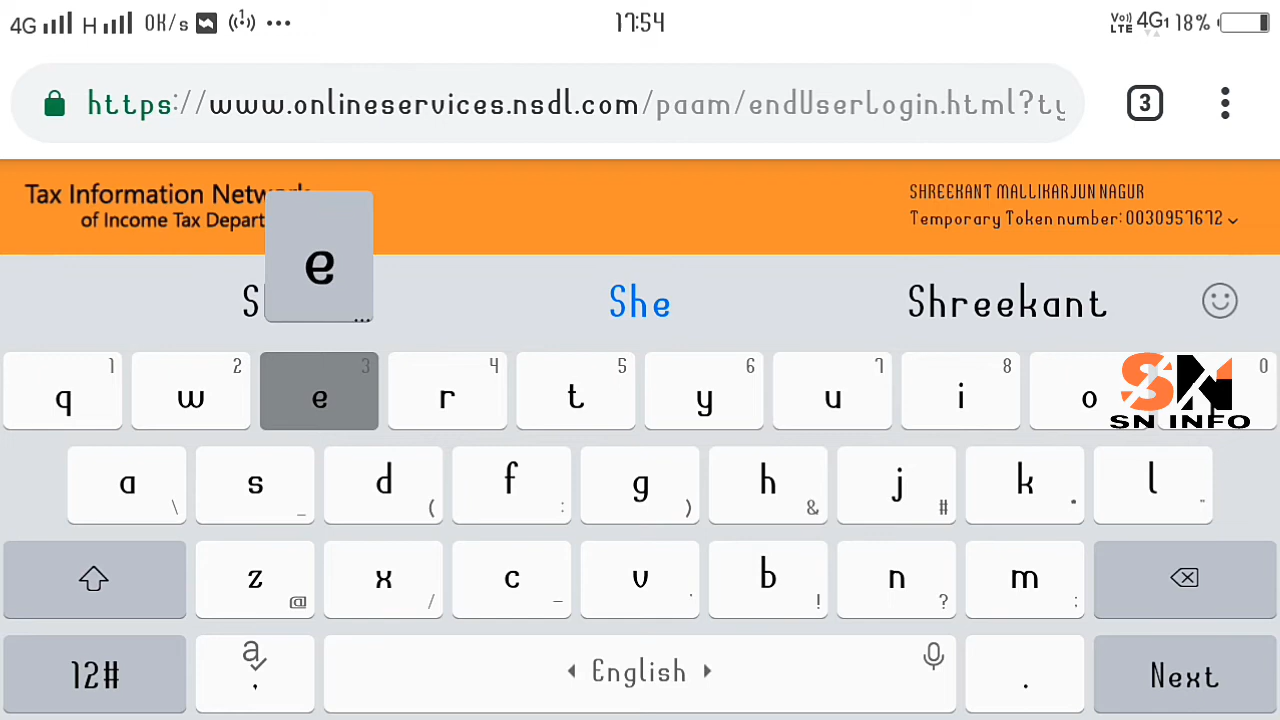 4G H 0K/s 17:54 Vo)) LTE 4G1 18%
https://www.onlineservices.nsdl.com/paam/endUserLogin.html?ty
3
Tax Information
of Income Tax
SHREEKANT MALLIKARJUN NAGUR
Temporary Token number: 0030957672
e
...
She Shreekant
1 2 3 4 5 6 7 8 0
q w e r t y u i o
SN
SN INFO
a s d f g h j k l
\ _ ( : ) & # • "
z x c v b n m
@ / - ' ! ? ;
12# a , English . Next